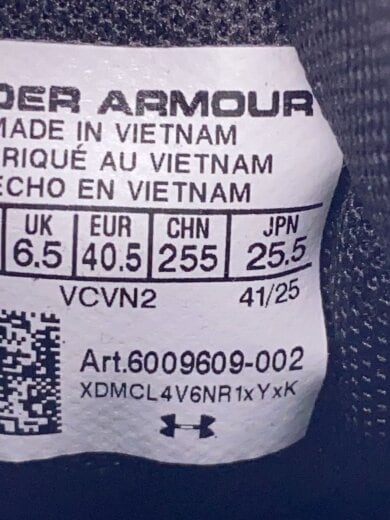 DER ARMOUR
MADE IN VIETNAM
RIQUÉ AU VIETNAM
ECHO EN VIETNAM
UK EUR CHN JPN
6.5 40.5 255 25.5
VCVN2 41/25
Art.6009609-002
XDMCL4V6NR1xYxK